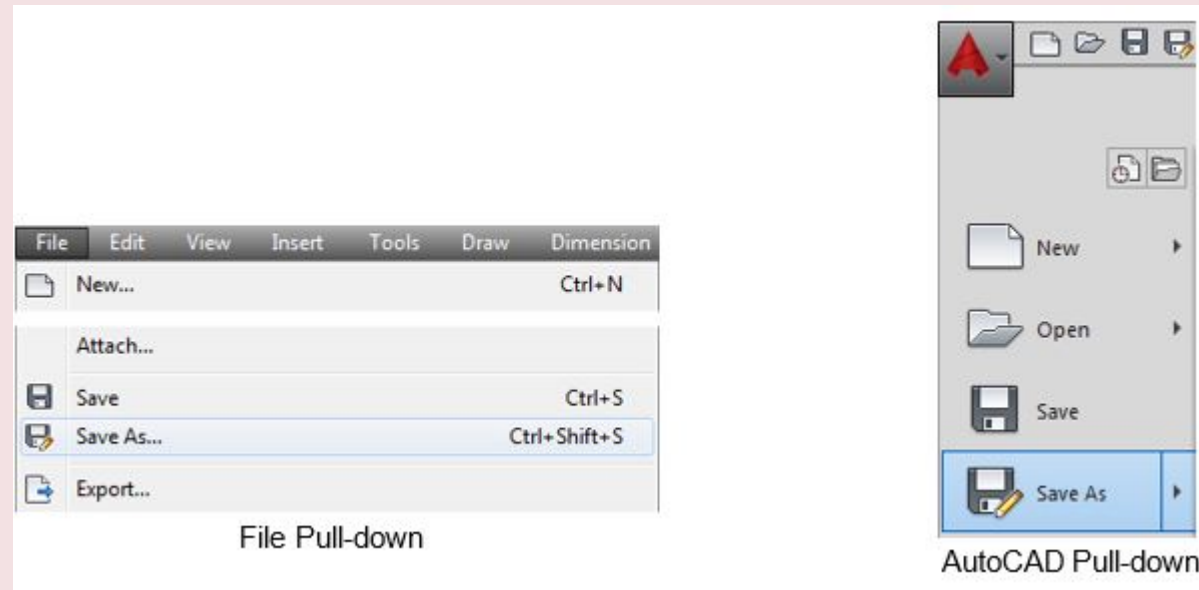 File Edit View Insert Tools Draw Dimension
New... Ctrl+N
Attach...
Save Ctrl+S
Save As... Ctrl+Shift+S
Export...
File Pull-down
New
Open
Save
Save As
AutoCAD Pull-down